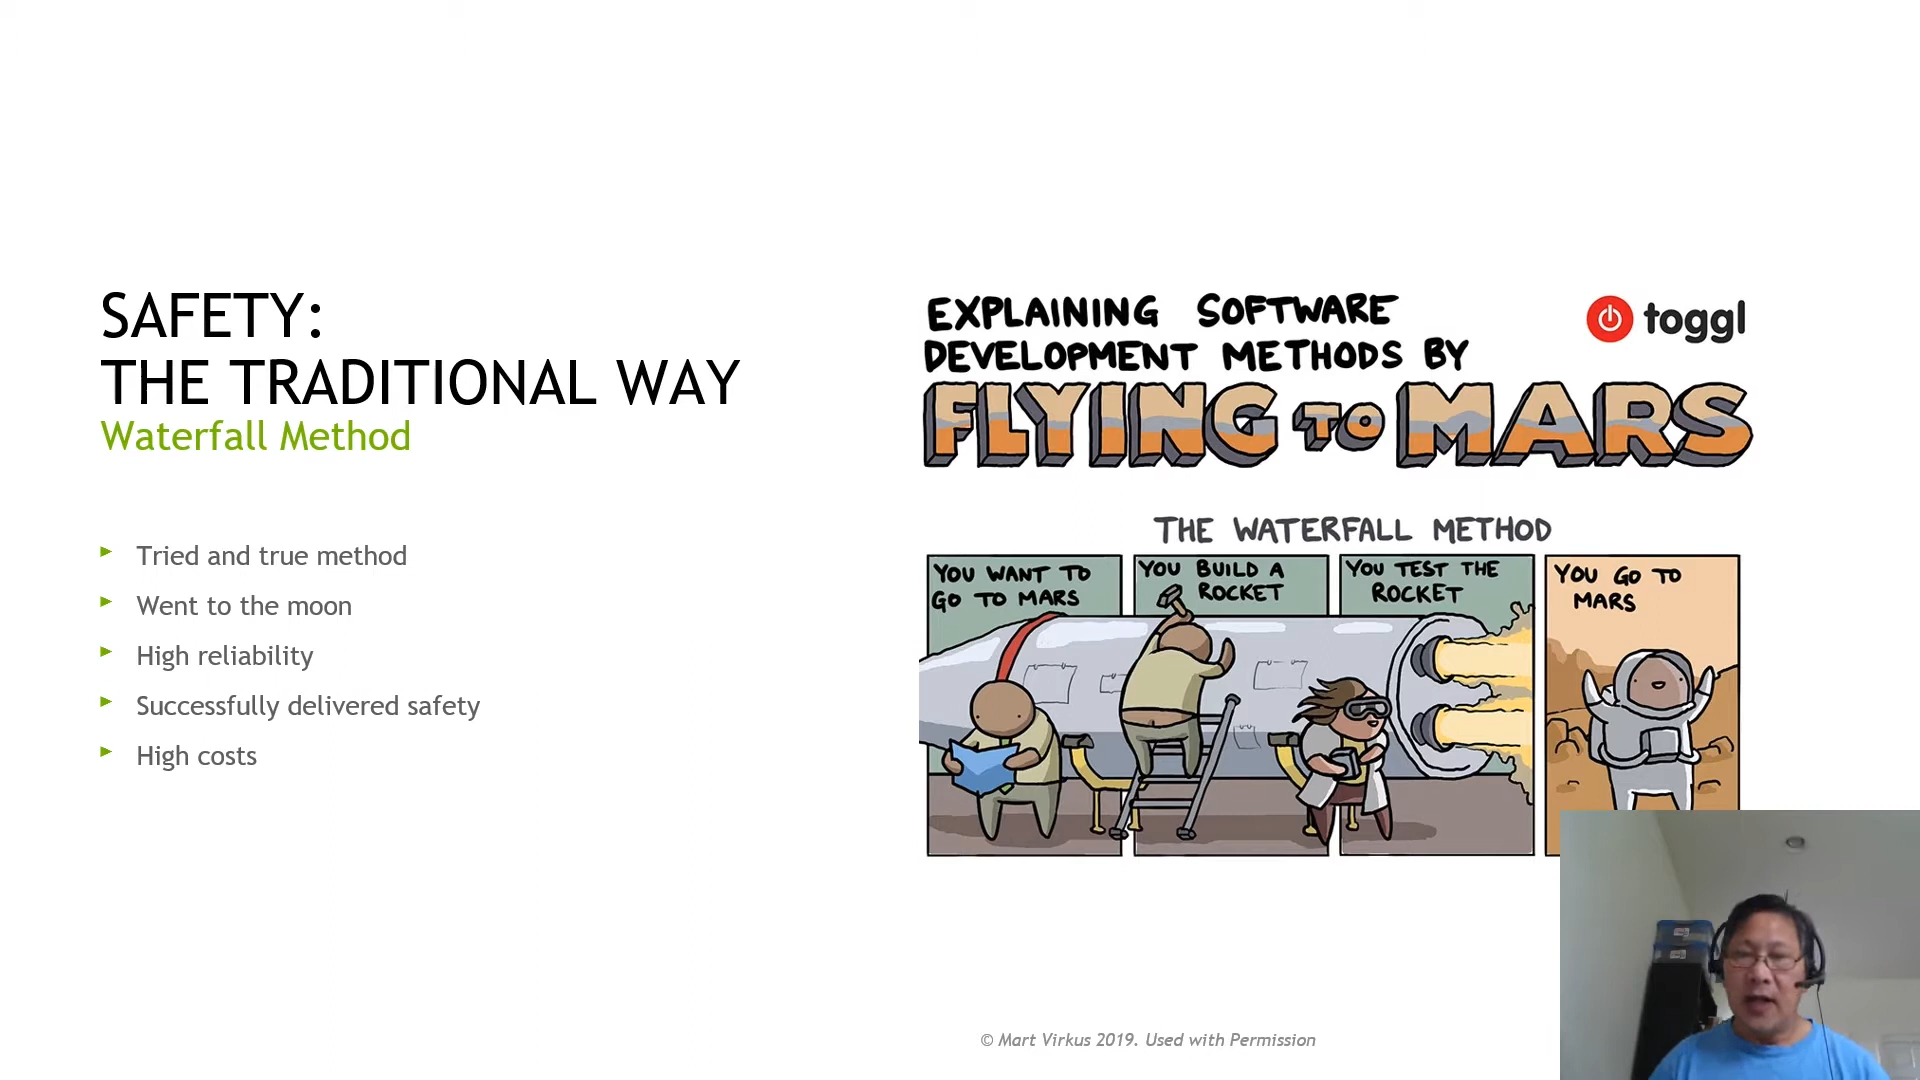 SAFETY:
THE TRADITIONAL WAY
Waterfall Method
Tried and true method
Went to the moon
High reliability
Successfully delivered safety
High costs
EXPLAINING SOFTWARE
DEVELOPMENT METHODS BY
FLYING TO MARS
toggl
THE WATERFALL METHOD
YOU WANT TO
GO TO MARS
YOU BUILD A
ROCKET
YOU TEST THE
ROCKET
YOU GO TO
MARS
© Mart Virkus 2019. Used with Permission